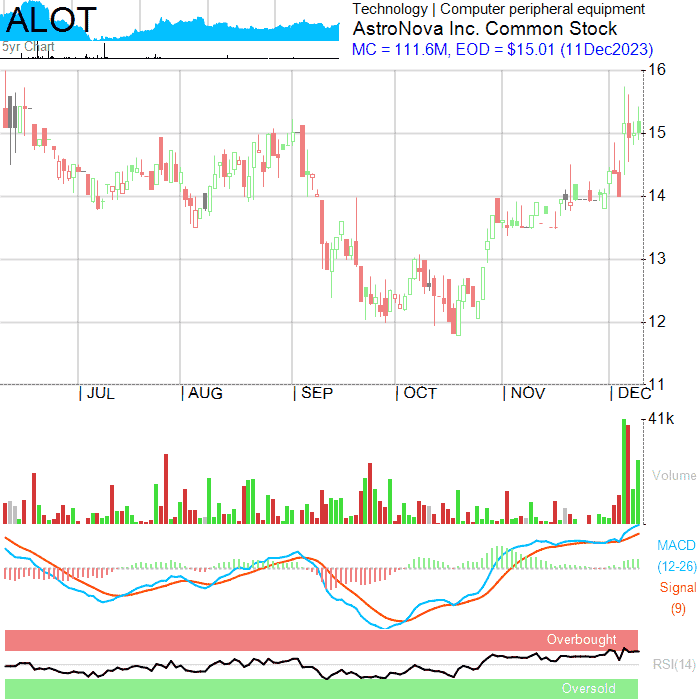 ALOT
5yr Chart
Technology | Computer peripheral equipment
AstroNova Inc. Common Stock
MC = 111.6M, EOD = $15.01 (11Dec2023)
16
15
14
13
12
11
| JUL | AUG | SEP | OCT | NOV | DEC
41k
Volume
MACD
(12-26)
Signal
(9)
Overbought
RSI(14)
Oversold